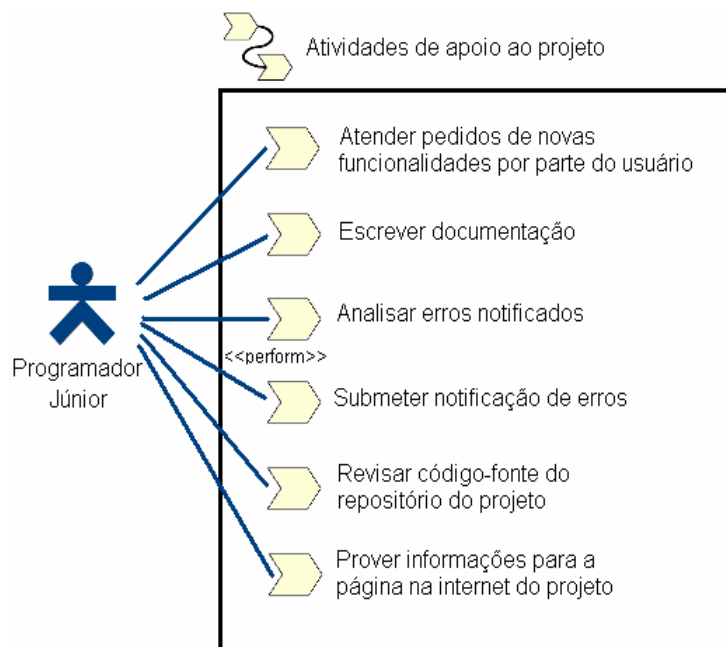 Atividades de apoio ao projeto
Atender pedidos de novas
funcionalidades por parte do usuário
Escrever documentação
Analisar erros notificados
<<perform>>
Programador
Júnior
Submeter notificação de erros
Revisar código-fonte do
repositório do projeto
Prover informações para a
página na internet do projeto